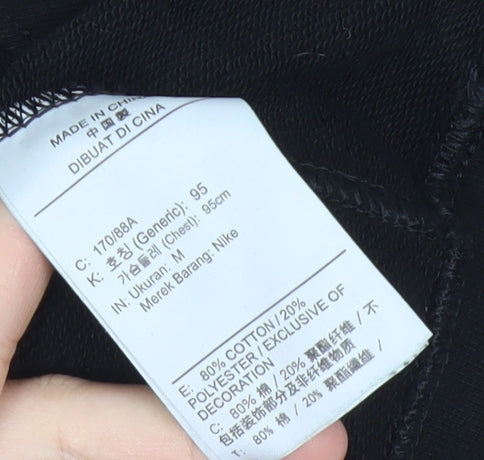 MADE IN CHINA
中國製
DIBUAT DI CINA
C: 170/88A
K: 호칭 (Generic): 95
가슴둘레 (Chest): 95cm
IN: Ukuran: M
Merek Barang: Nike
E: 80% COTTON/20%
POLYESTER/EXCLUSIVE OF
DECORATION
C: 80% 棉 / 20% 聚酯纤维 / 不
包括装饰部分及非纤维物质
T: 80% 棉 / 20% 聚酯纖維 /